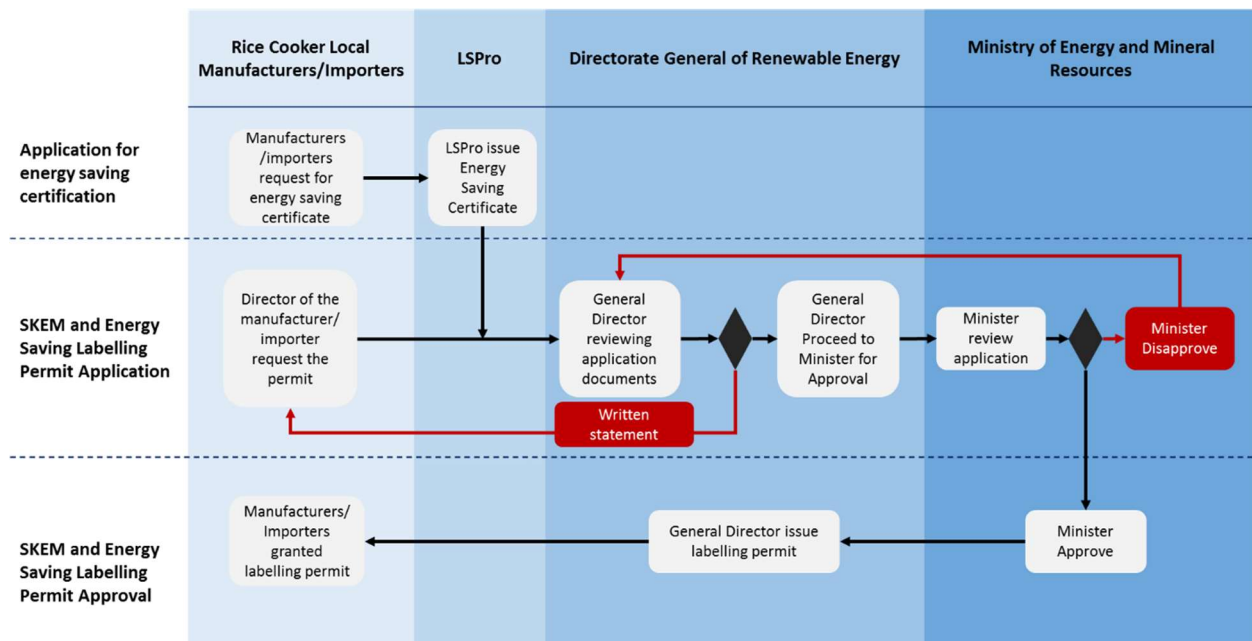 Rice Cooker Local
Manufacturers/Importers
LSPro
Directorate General of Renewable Energy
Ministry of Energy and Mineral
Resources
Application for
energy saving
certification
Manufacturers
/importers
request for
energy saving
certificate
LSPro issue
Energy
Saving
Certificate
SKEM and Energy
Saving Labelling
Permit Application
Director of the
manufacturer/
importer
request the
permit
General
Director
reviewing
application
documents
General
Director
Proceed to
Minister for
Approval
Minister
review
application
Minister
Disapprove
Written
statement
SKEM and Energy
Saving Labelling
Permit Approval
Manufacturers/
Importers
granted
labelling permit
General Director issue
labelling permit
Minister
Approve